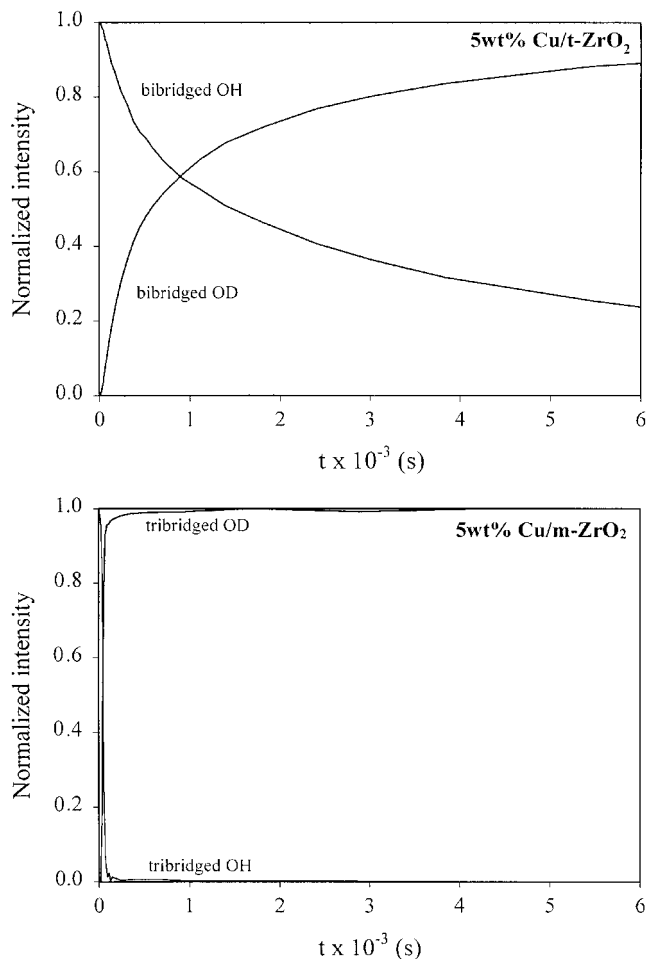 5wt% Cu/t-ZrO₂
1.0
0.8
0.6
0.4
0.2
0.0
Normalized intensity
bibridged OH
bibridged OD
0 1 2 3 4 5 6
t x 10⁻³ (s)
1.0
0.8
0.6
0.4
0.2
0.0
Normalized intensity
tribridged OD
5wt% Cu/m-ZrO₂
tribridged OH
0 1 2 3 4 5 6
t x 10⁻³ (s)